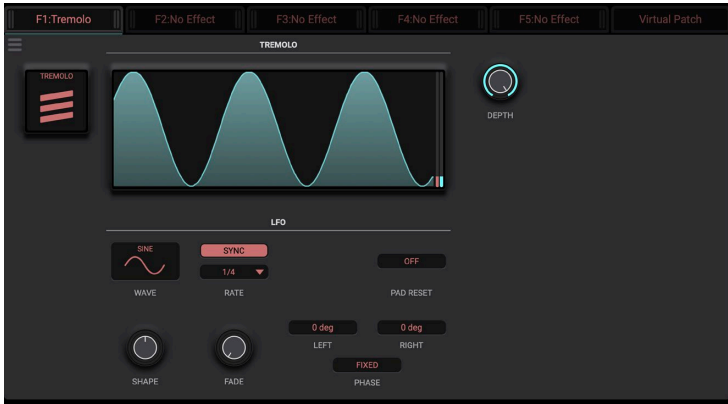 F1:Tremolo
F2:No Effect
F3:No Effect
F4:No Effect
F5:No Effect
Virtual Patch
TREMOLO
TREMOLO
DEPTH
LFO
SINE
SYNC
1/4
OFF
WAVE
RATE
PAD RESET
0 deg
0 deg
LEFT
RIGHT
FIXED
SHAPE
FADE
PHASE